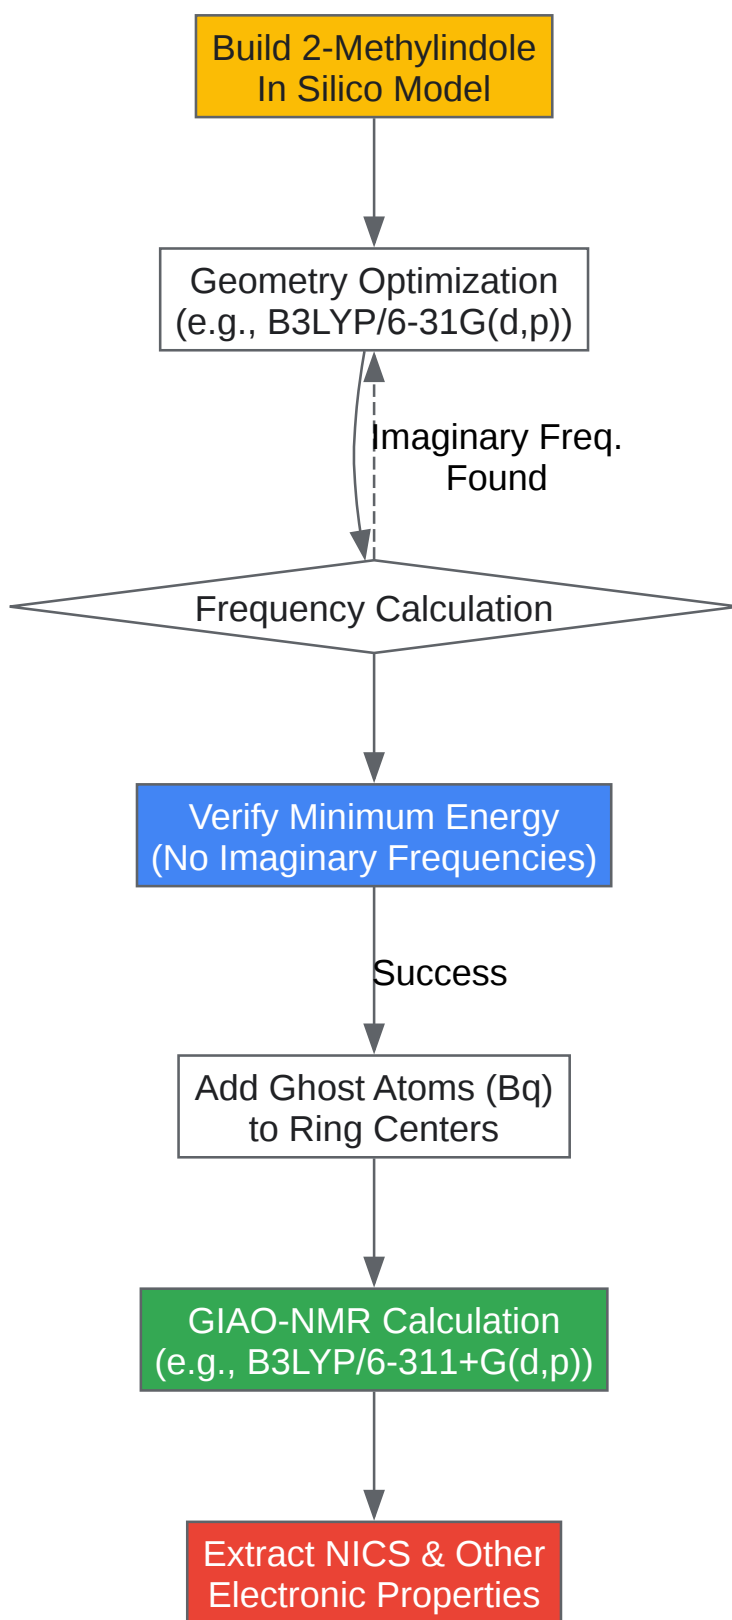 Build 2-Methylindole
In Silico Model
Geometry Optimization
(e.g., B3LYP/6-31G(d,p))
Imaginary Freq.
Found
Frequency Calculation
Verify Minimum Energy
(No Imaginary Frequencies)
Success
Add Ghost Atoms (Bq)
to Ring Centers
GIAO-NMR Calculation
(e.g., B3LYP/6-311+G(d,p))
Extract NICS & Other
Electronic Properties